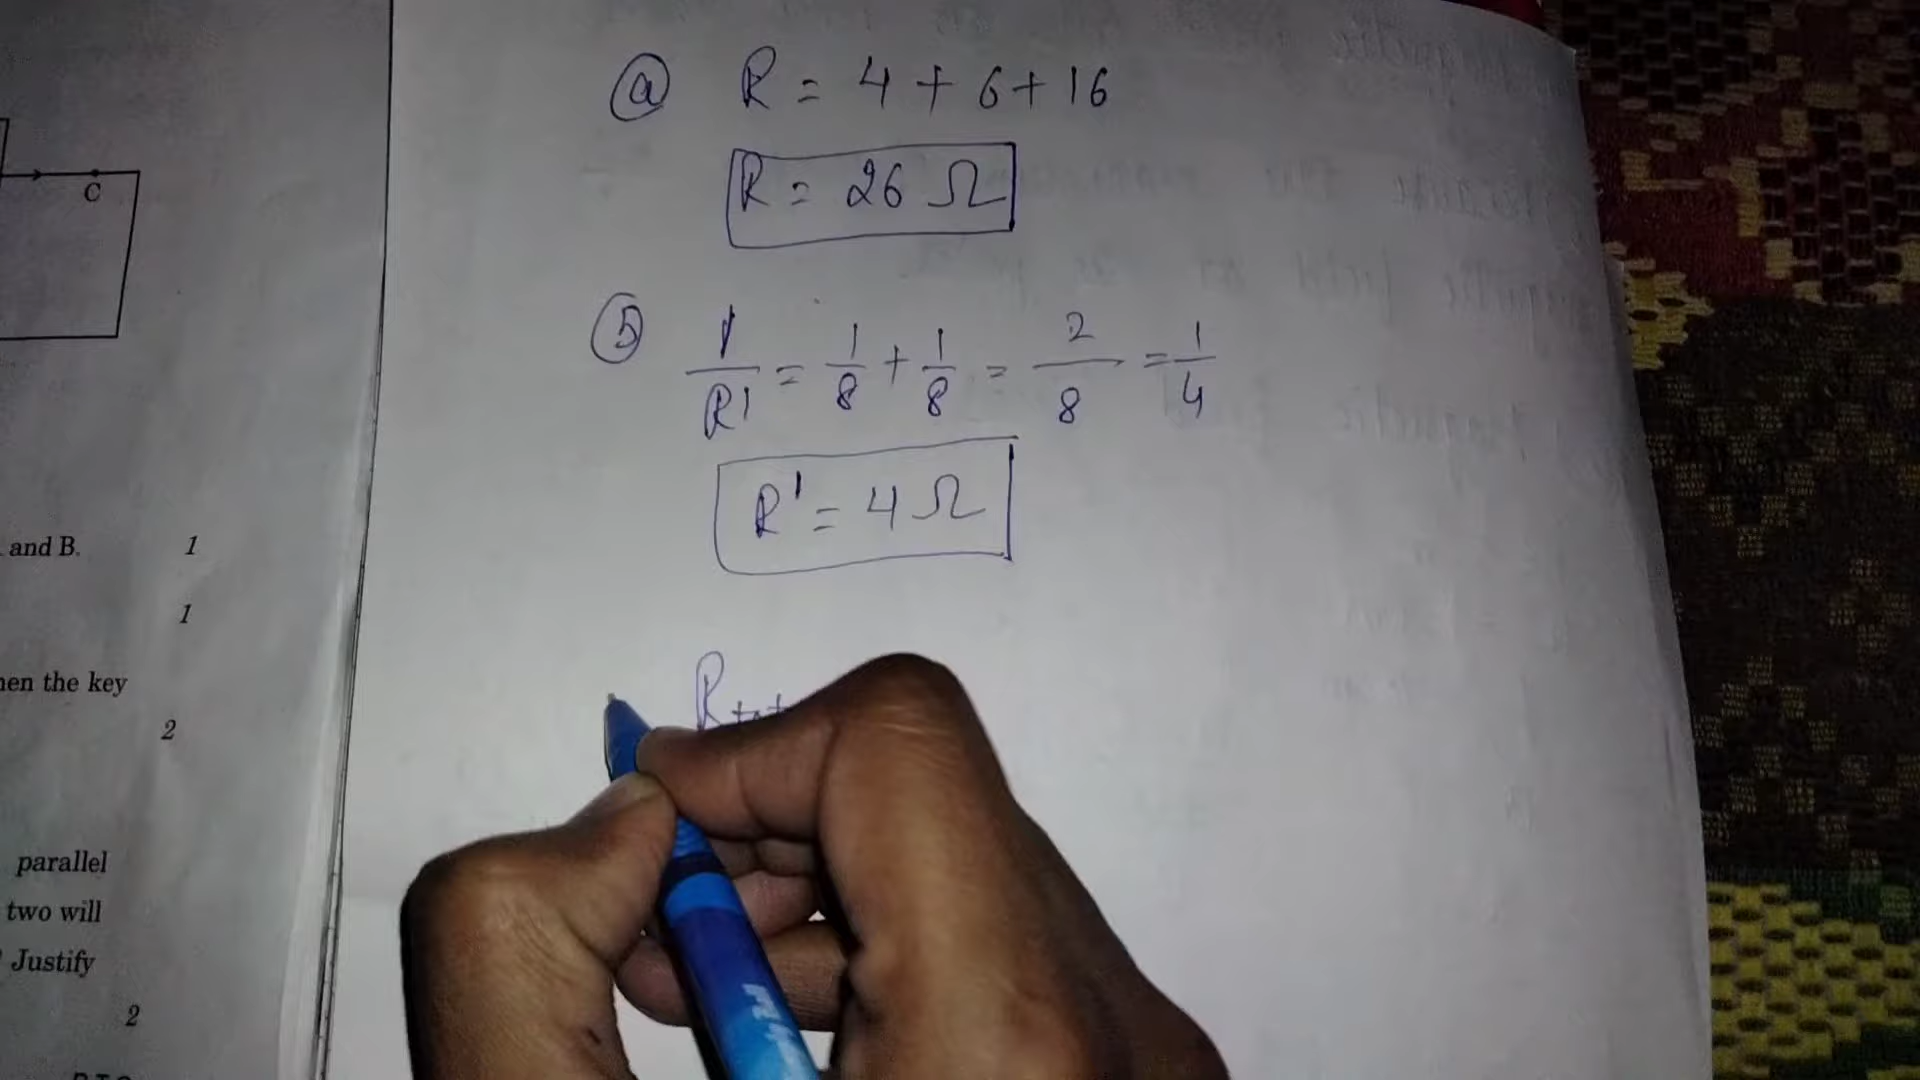 C
and B. 1
1
hen the key
2
parallel
two will
Justify
2
ⓐ R = 4 + 6 + 16
R = 26 Ω
ⓑ 1/R' = 1/8 + 1/8 = 2/8 = 1/4
R' = 4 Ω
R tot